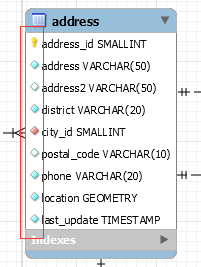 address
address_id SMALLINT
address VARCHAR(50)
address2 VARCHAR(50)
district VARCHAR(20)
city_id SMALLINT
postal_code VARCHAR(10)
phone VARCHAR(20)
location GEOMETRY
last_update TIMESTAMP
Indexes